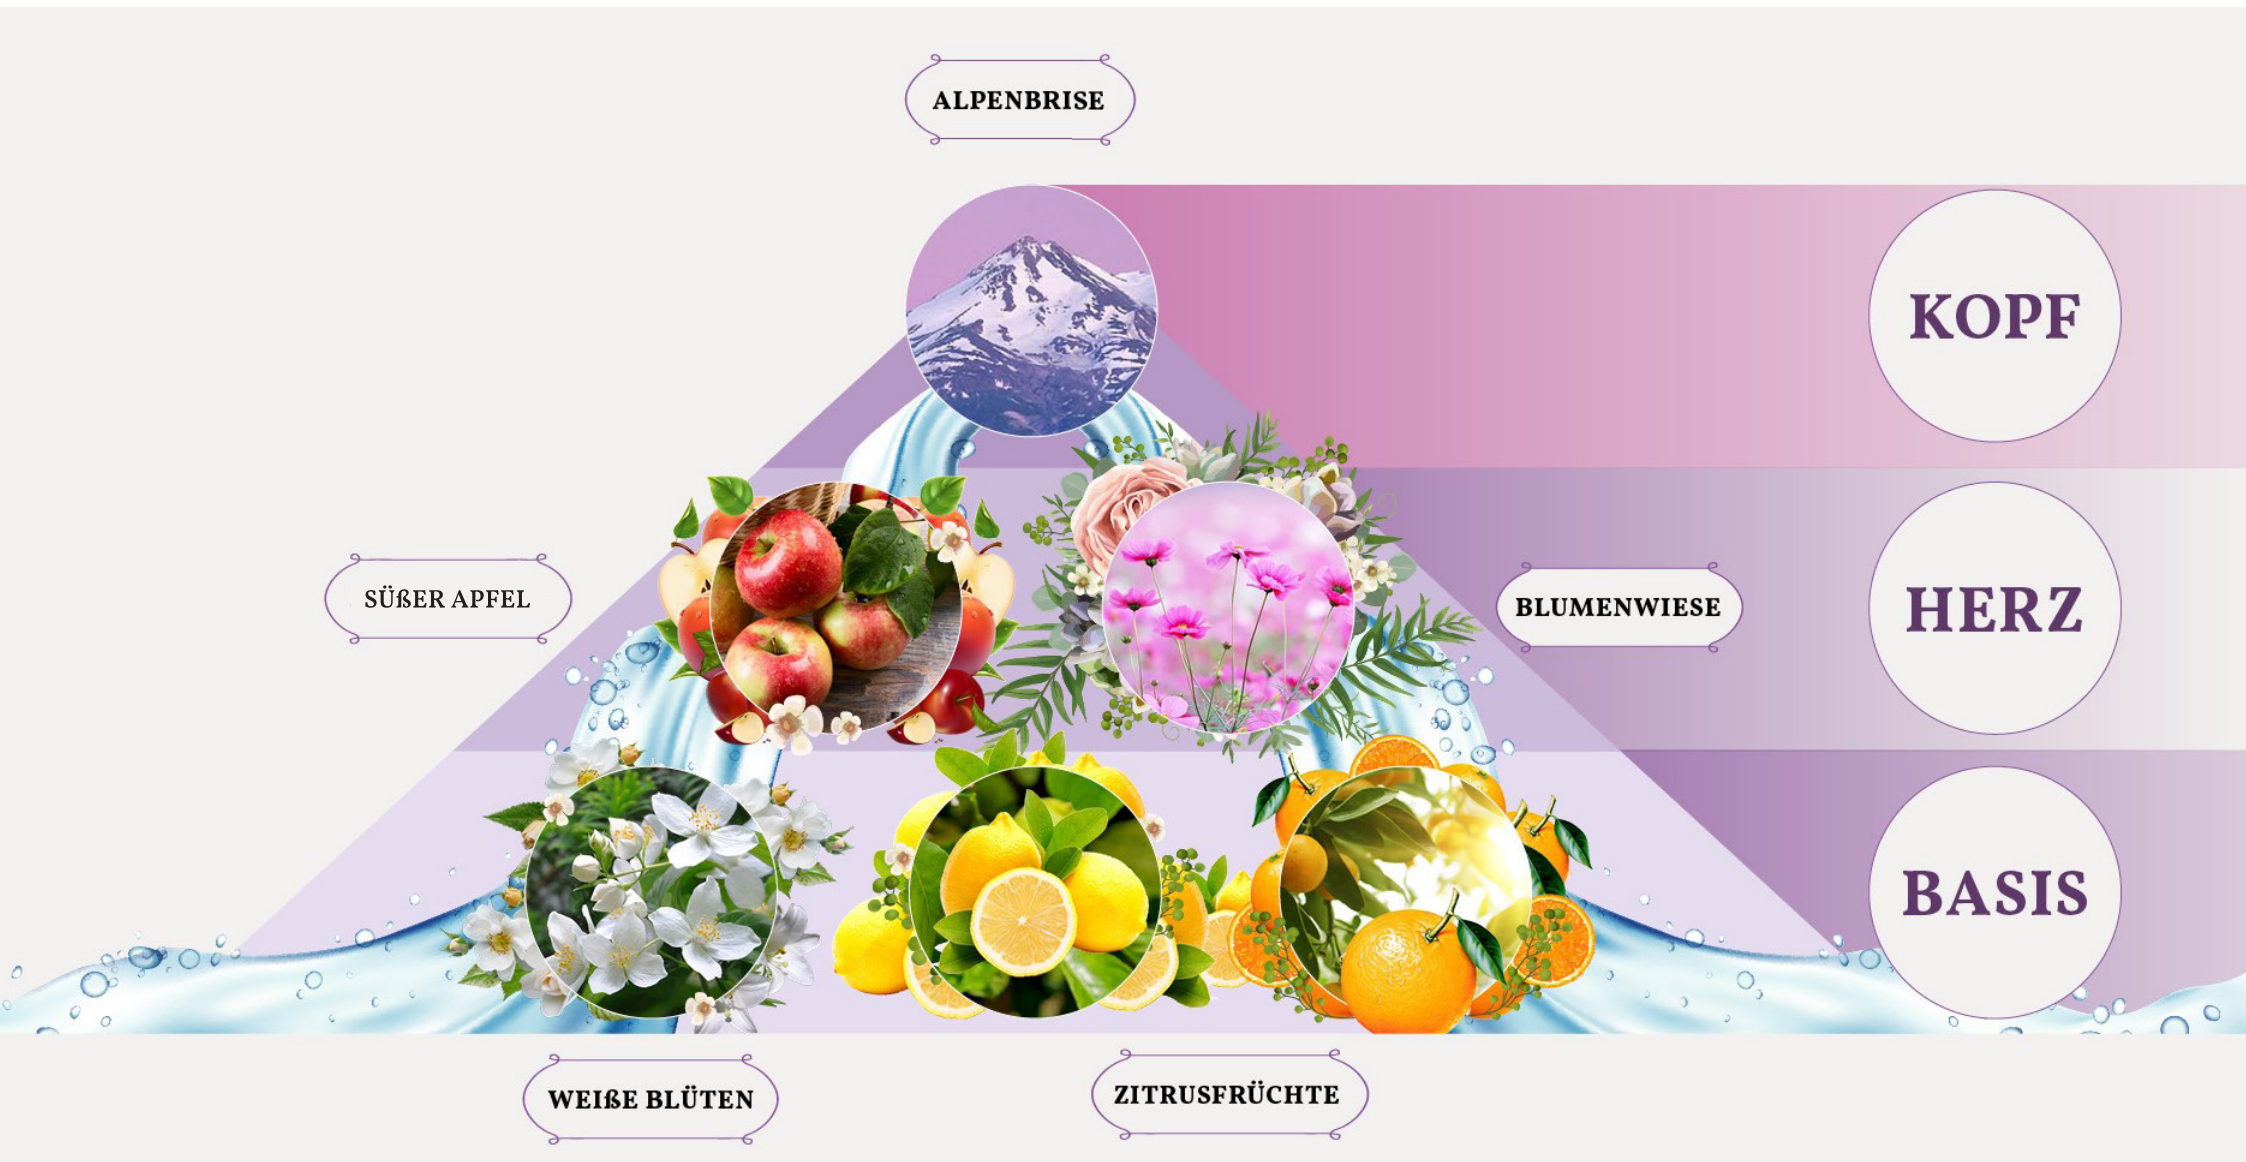 ALPENBRISE
KOPF
SÜßER APFEL
BLUMENWIESE
HERZ
BASIS
WEIßE BLÜTEN
ZITRUSFRÜCHTE